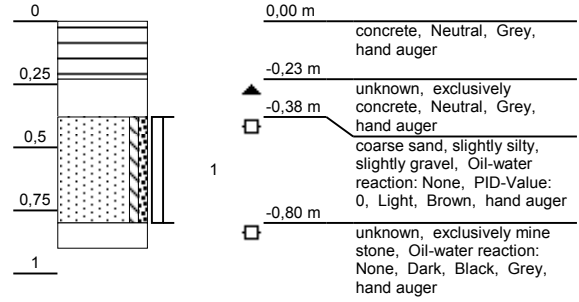 0
0,25
0,5
0,75
1
1
0,00 m
concrete, Neutral, Grey,
hand auger
-0,23 m
unknown, exclusively
concrete, Neutral, Grey,
hand auger
-0,38 m
coarse sand, slightly silty,
slightly gravel, Oil-water
reaction: None, PID-Value:
0, Light, Brown, hand auger
-0,80 m
unknown, exclusively mine
stone, Oil-water reaction:
None, Dark, Black, Grey,
hand auger